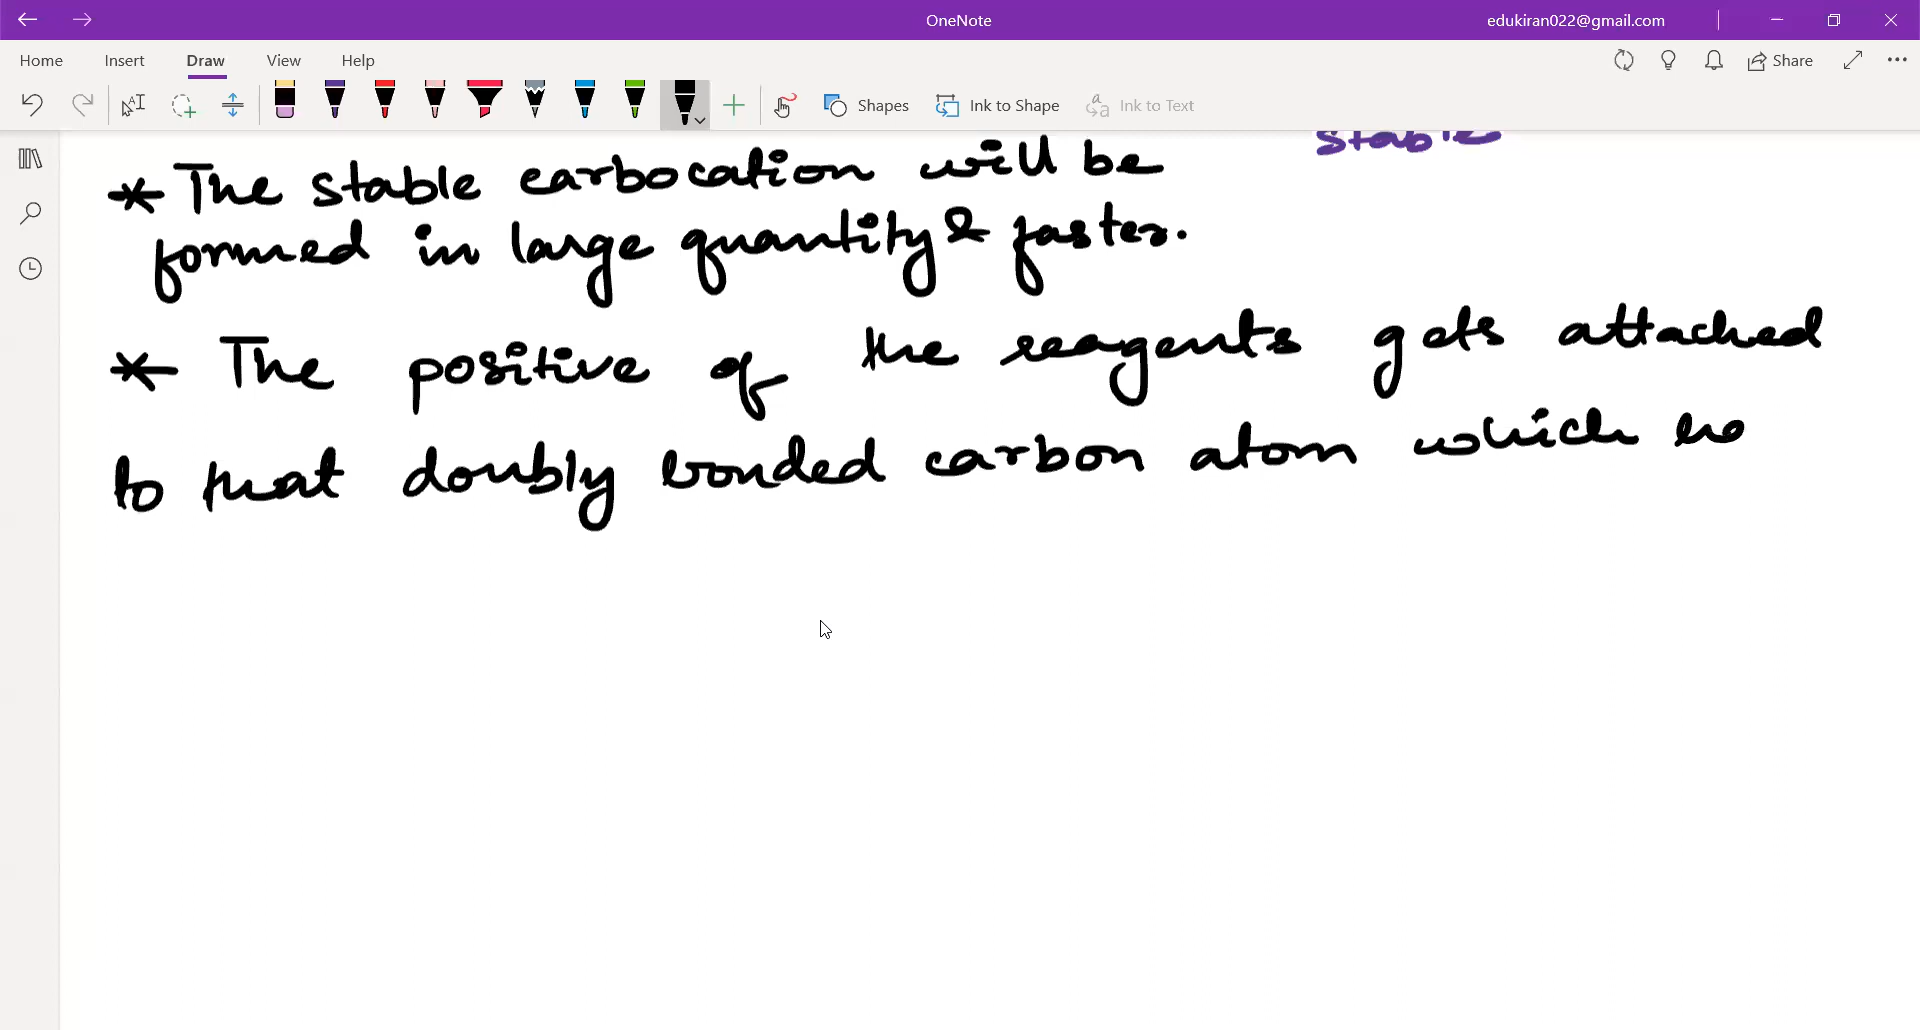 OneNote
edukiran022@gmail.com
Home Insert Draw View Help
Share
Shapes Ink to Shape Ink to Text
stable
* The stable carbocation will be
formed in large quantity & faster.
* The positive of the reagents gets attached
to that doubly bonded carbon atom which